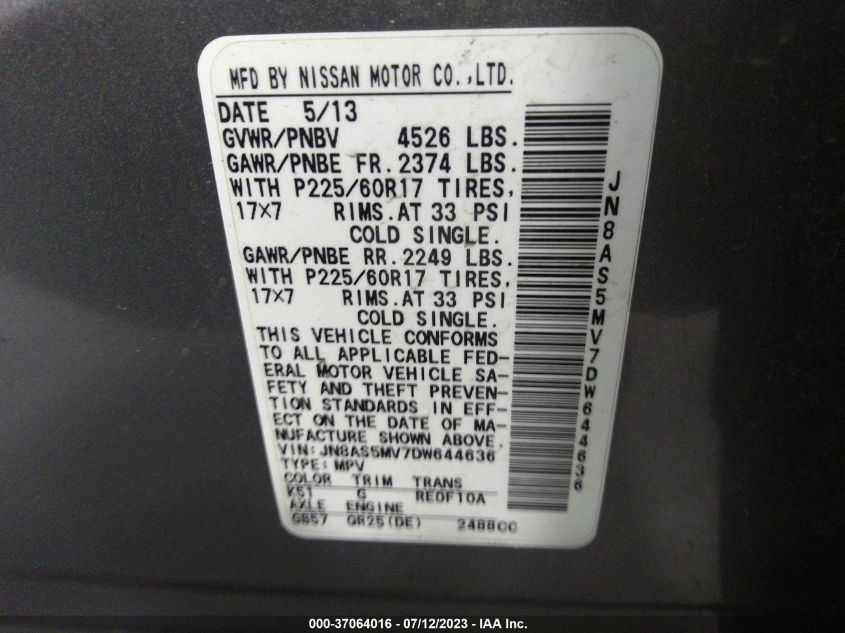 MFD BY NISSAN MOTOR CO.,LTD.
DATE 5/13
GVWR/PNBV 4526 LBS.
GAWR/PNBE FR. 2374 LBS.
WITH P225/60R17 TIRES,
17×7 RIMS. AT 33 PSI
COLD SINGLE.
GAWR/PNBE RR. 2249 LBS.
WITH P225/60R17 TIRES,
17×7 RIMS. AT 33 PSI
COLD SINGLE.
THIS VEHICLE CONFORMS
TO ALL APPLICABLE FED-
ERAL MOTOR VEHICLE SA-
FETY AND THEFT PREVEN-
TION STANDARDS IN EFF-
ECT ON THE DATE OF MA-
NUFACTURE SHOWN ABOVE.
VIN: JN8AS5MV7DW644636
TYPE: MPV
COLOR TRIM TRANS
K51 G RE0F10A
AXLE ENGINE
GB57 QR25(DE) 2488CC
JN8AS5MV7DW644636
000-37064016 - 07/12/2023 - IAA Inc.